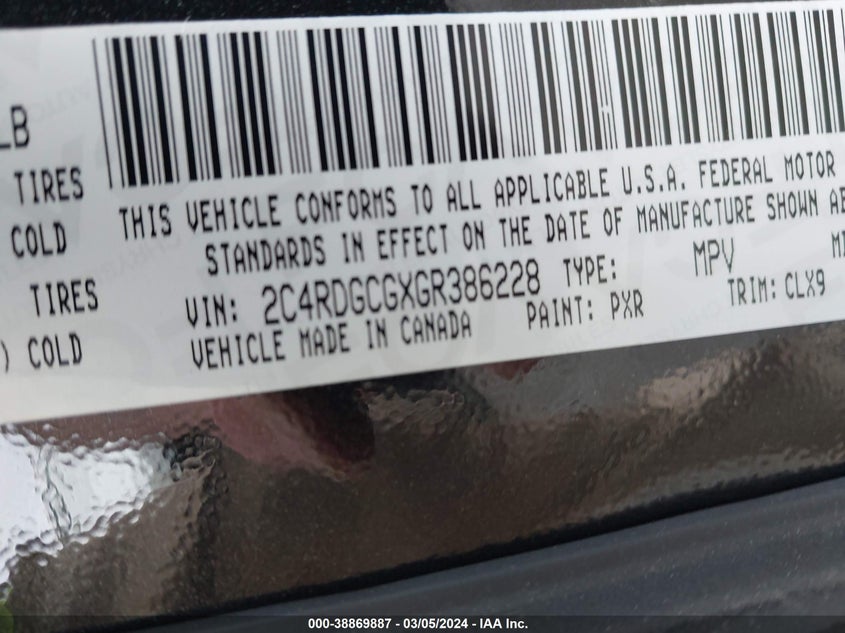 LB
TIRES
COLD
TIRES
) COLD
THIS VEHICLE CONFORMS TO ALL APPLICABLE U.S.A. FEDERAL MOTOR
STANDARDS IN EFFECT ON THE DATE OF MANUFACTURE SHOWN AB
VIN: 2C4RDGCGXGR386228 TYPE: MPV
VEHICLE MADE IN CANADA PAINT: PXR TRIM: CLX9
000-38869887 - 03/05/2024 - IAA Inc.